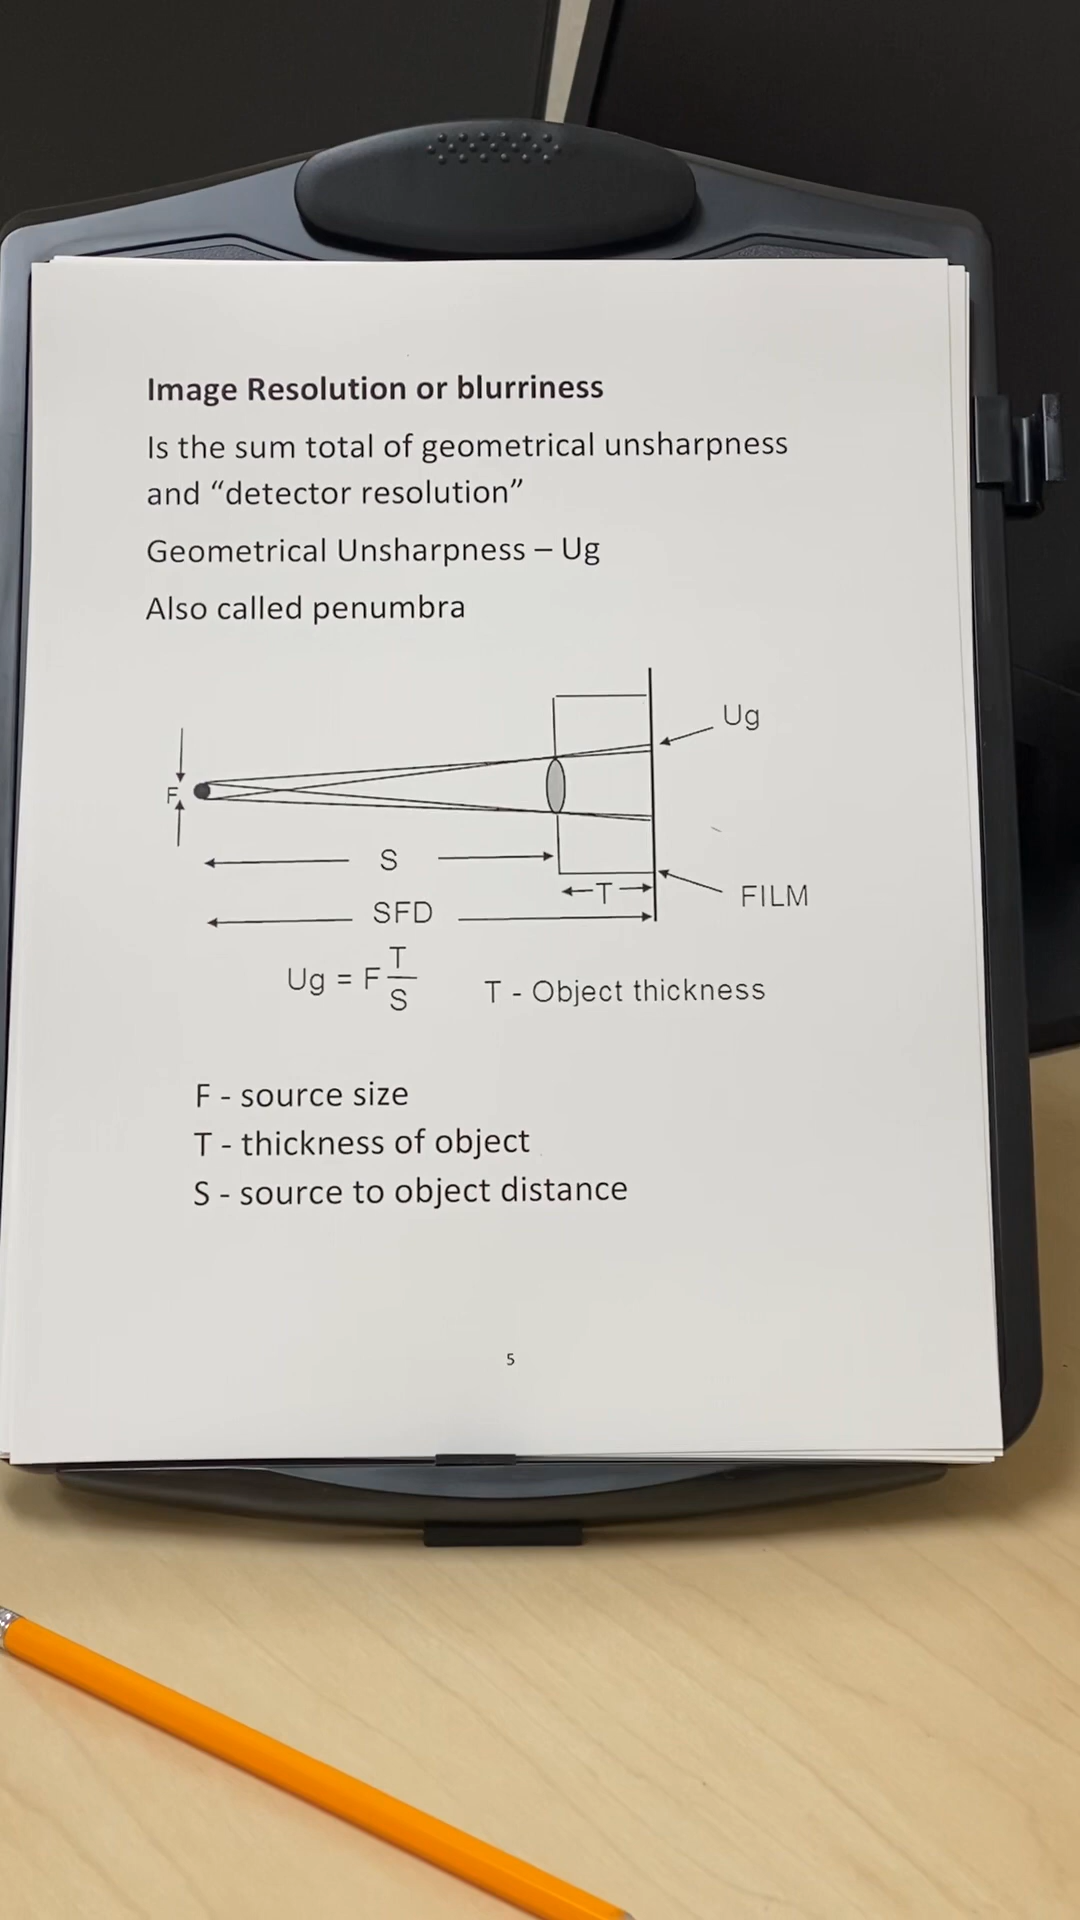 Image Resolution or blurriness
Is the sum total of geometrical unsharpness
and “detector resolution”
Geometrical Unsharpness – Ug
Also called penumbra
Ug
F
S
T
FILM
SFD
Ug = F T/S
T - Object thickness
F - source size
T - thickness of object
S - source to object distance
5